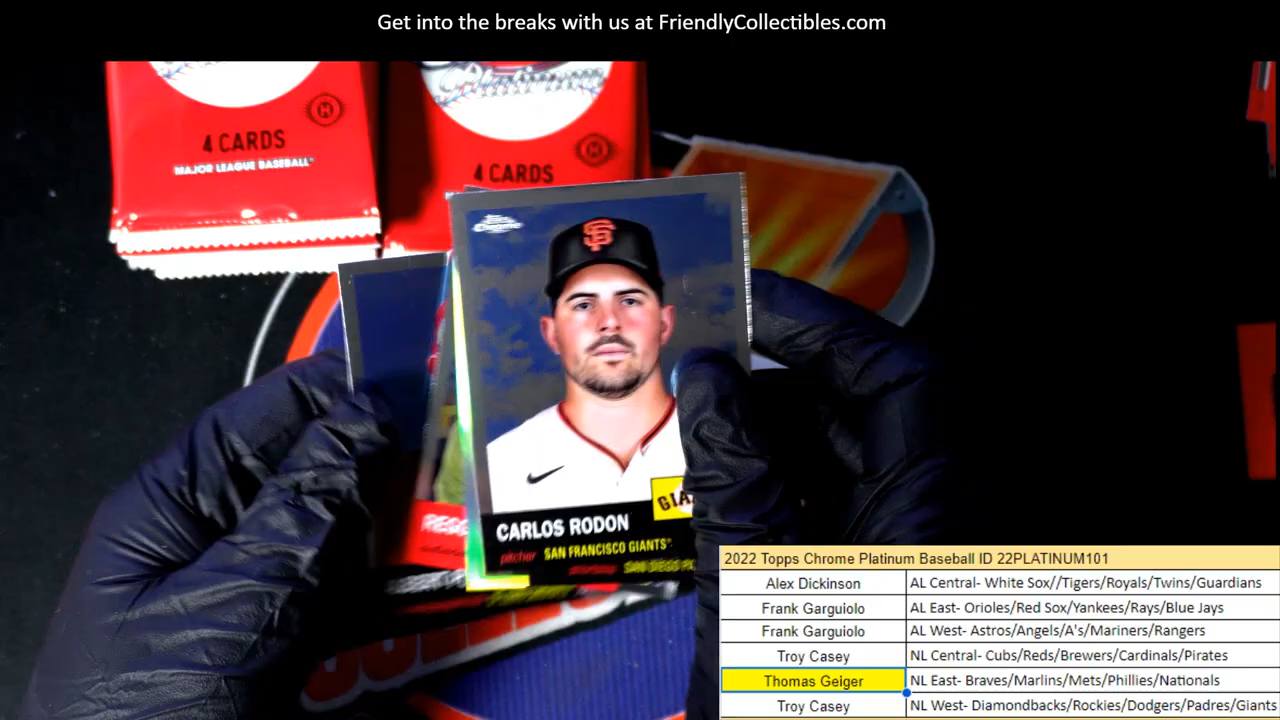 Get into the breaks with us at FriendlyCollectibles.com
4 CARDS
MAJOR LEAGUE BASEBALL
4 CARDS
Topps Chrome
SF
CARLOS RODON
pitcher SAN FRANCISCO GIANTS
2022 Topps Chrome Platinum Baseball ID 22PLATINUM101
Alex Dickinson AL Central- White Sox//Tigers/Royals/Twins/Guardians
Frank Garguiolo AL East- Orioles/Red Sox/Yankees/Rays/Blue Jays
Frank Garguiolo AL West- Astros/Angels/A's/Mariners/Rangers
Troy Casey NL Central- Cubs/Reds/Brewers/Cardinals/Pirates
Thomas Geiger NL East- Braves/Marlins/Mets/Phillies/Nationals
Troy Casey NL West- Diamondbacks/Rockies/Dodgers/Padres/Giants